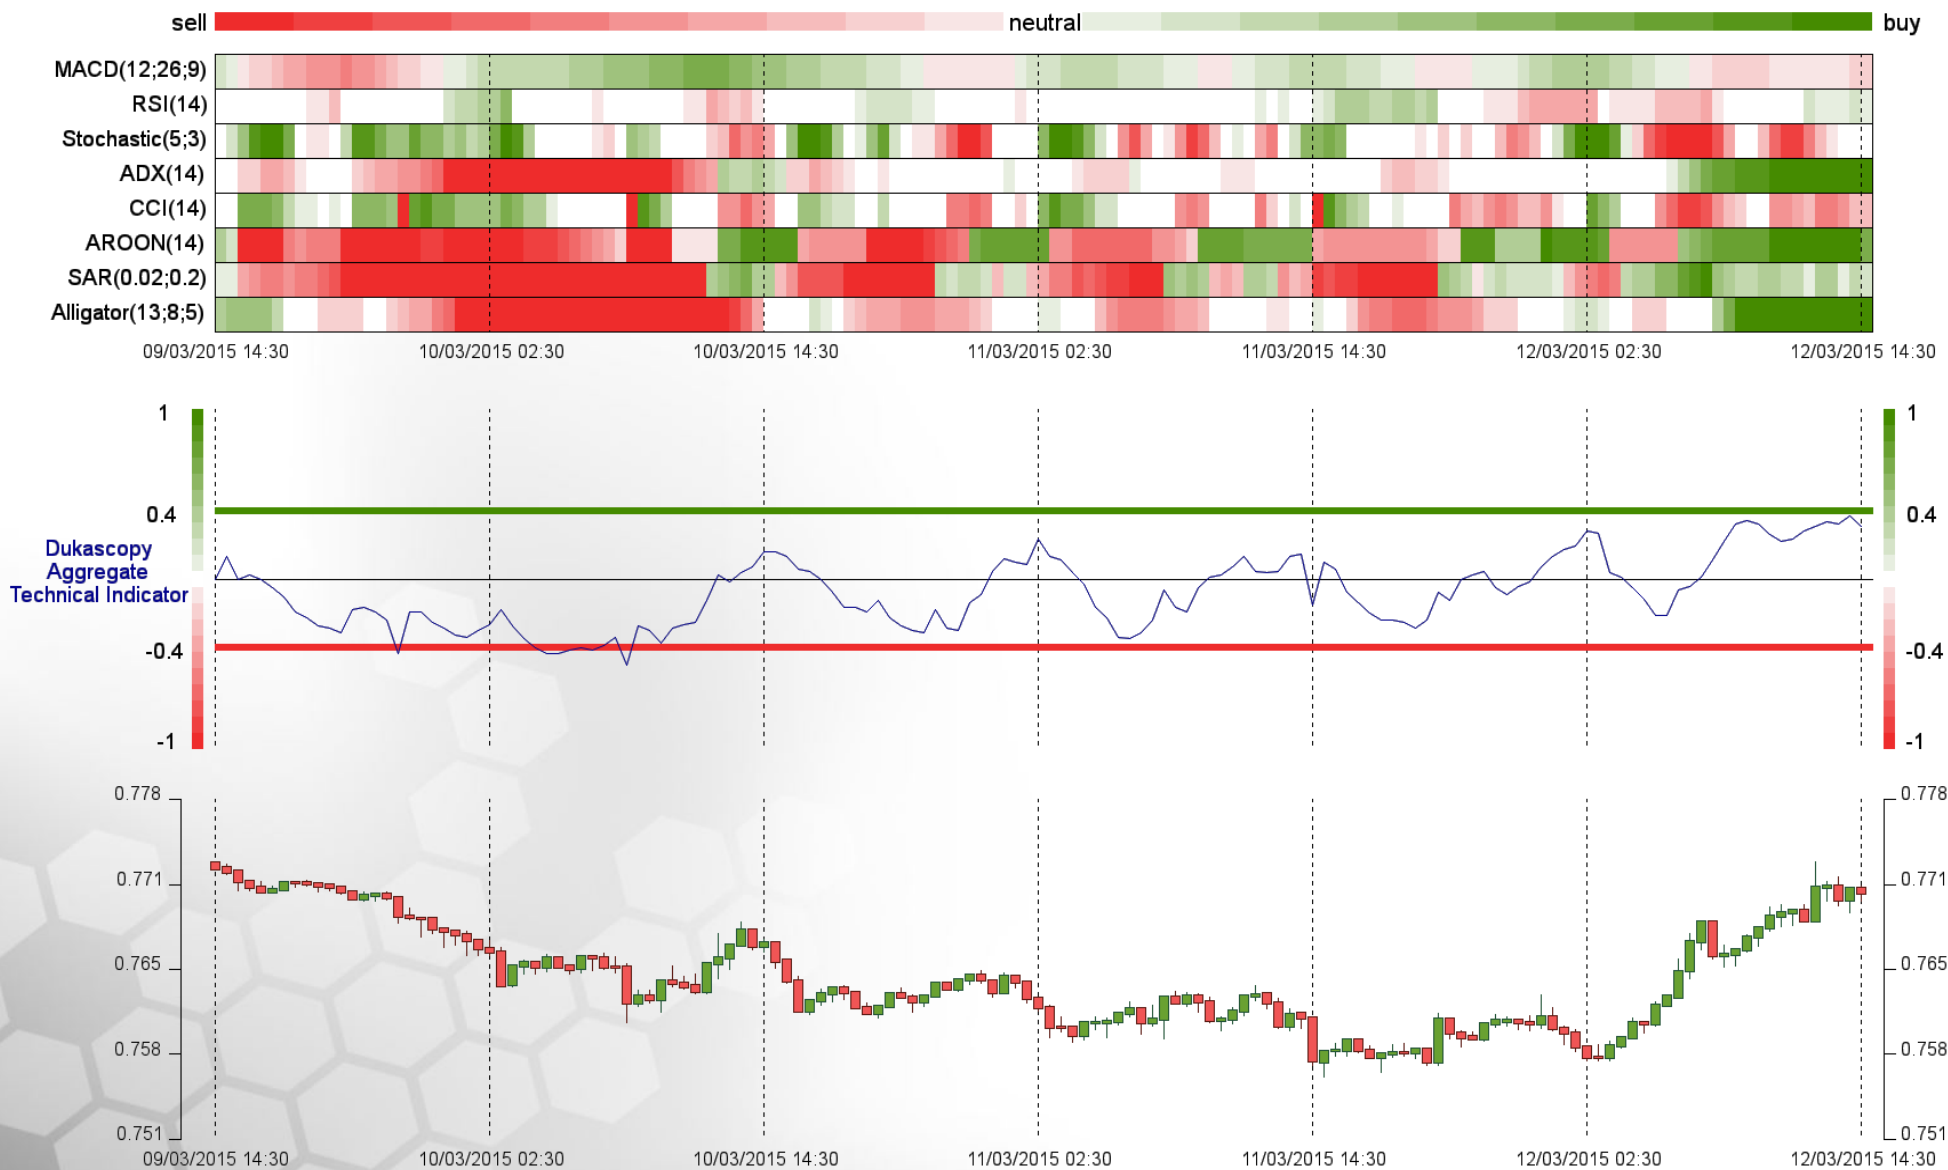 sell neutral buy
MACD(12;26;9)
RSI(14)
Stochastic(5;3)
ADX(14)
CCI(14)
AROON(14)
SAR(0.02;0.2)
Alligator(13;8;5)
09/03/2015 14:30 10/03/2015 02:30 10/03/2015 14:30 11/03/2015 02:30 11/03/2015 14:30 12/03/2015 02:30 12/03/2015 14:30
1 1
0.4 0.4
Dukascopy
Aggregate
Technical Indicator
-0.4 -0.4
-1 -1
0.778 0.778
0.771 0.771
0.765 0.765
0.758 0.758
0.751 0.751
09/03/2015 14:30 10/03/2015 02:30 10/03/2015 14:30 11/03/2015 02:30 11/03/2015 14:30 12/03/2015 02:30 12/03/2015 14:30